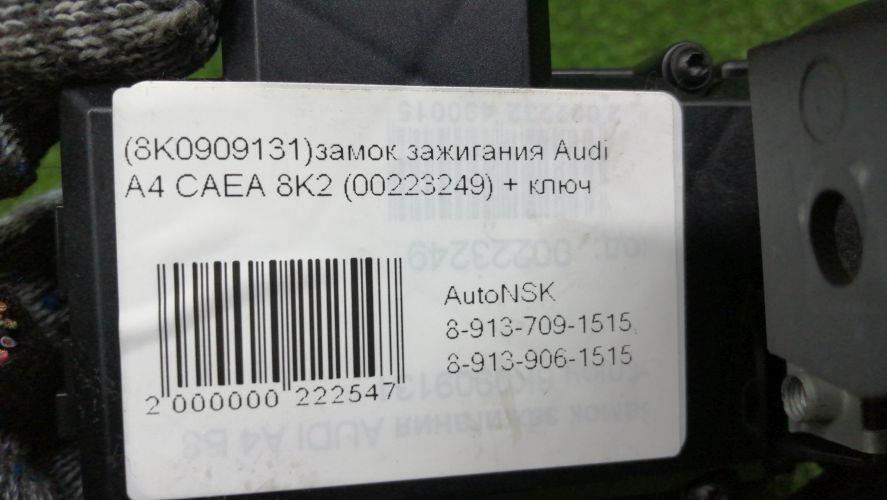 (8K0909131)замок зажигания Audi
A4 CAEA 8K2 (00223249) + ключ
AutoNSK
8-913-709-1515,
8-913-906-1515
2 000000 222547